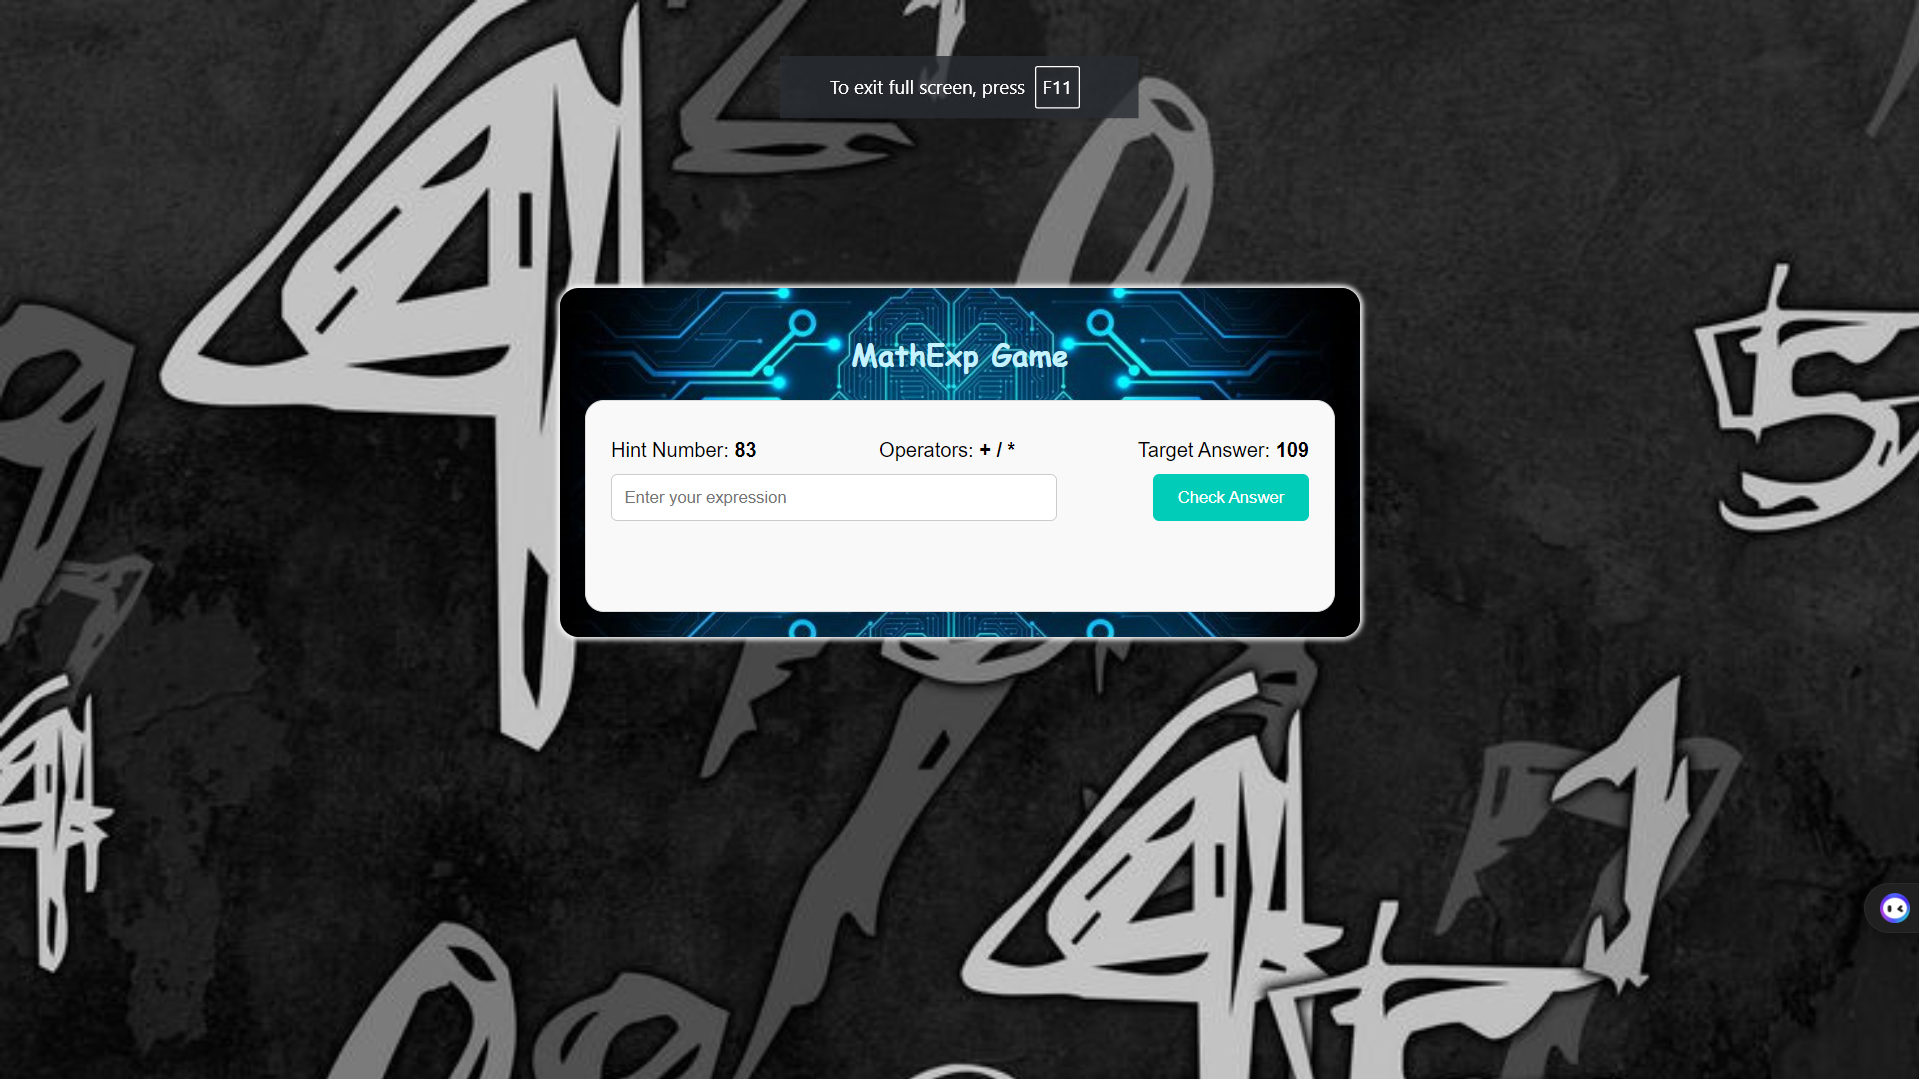 To exit full screen, press F11
MathExp Game
Hint Number: 83 Operators: + / * Target Answer: 109
Enter your expression Check Answer